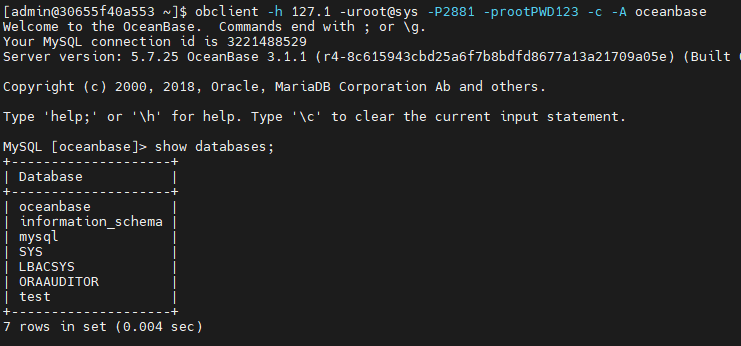 [admin@30655f40a553 ~]$ obclient -h 127.1 -uroot@sys -P2881 -prootPWD123 -c -A oceanbase
Welcome to the OceanBase.  Commands end with ; or \g.
Your MySQL connection id is 3221488529
Server version: 5.7.25 OceanBase 3.1.1 (r4-8c615943cbd25a6f7b8bdfd8677a13a21709a05e) (Built
Copyright (c) 2000, 2018, Oracle, MariaDB Corporation Ab and others.
Type 'help;' or '\h' for help. Type '\c' to clear the current input statement.
MySQL [oceanbase]> show databases;
+--------------------+
| Database           |
+--------------------+
| oceanbase          |
| information_schema |
| mysql              |
| SYS                |
| LBACSYS            |
| ORAAUDITOR         |
| test               |
+--------------------+
7 rows in set (0.004 sec)